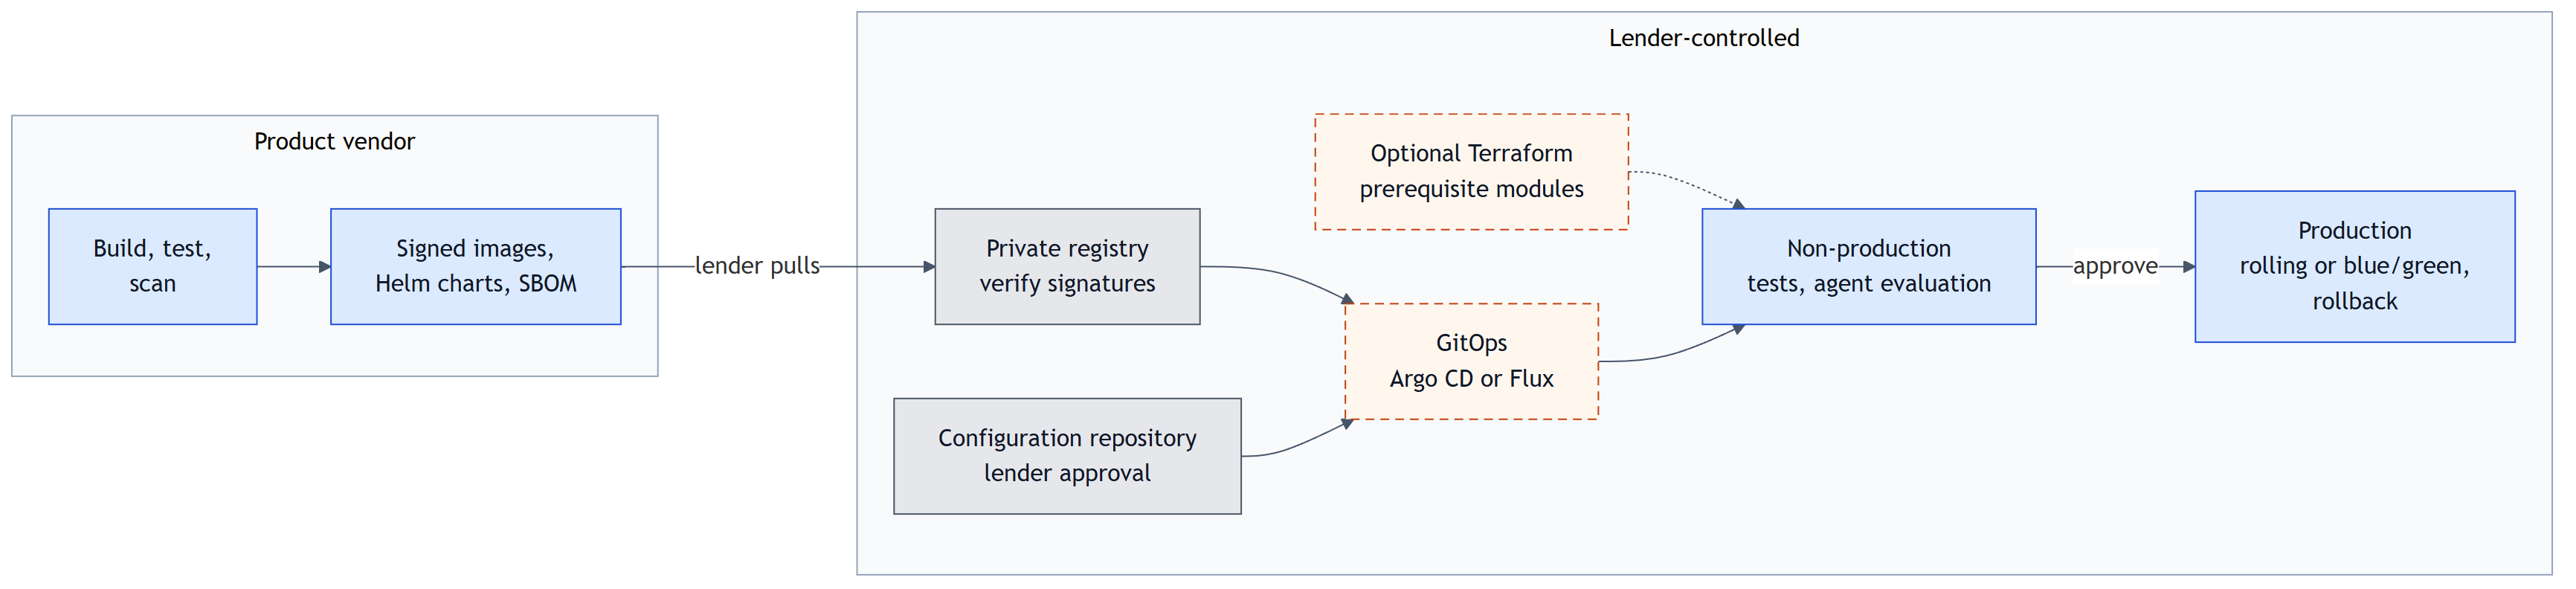 Lender-controlled
Product vendor
Build, test,
scan
Signed images,
Helm charts, SBOM
lender pulls
Private registry
verify signatures
Configuration repository
lender approval
Optional Terraform
prerequisite modules
GitOps
Argo CD or Flux
Non-production
tests, agent evaluation
approve
Production
rolling or blue/green,
rollback